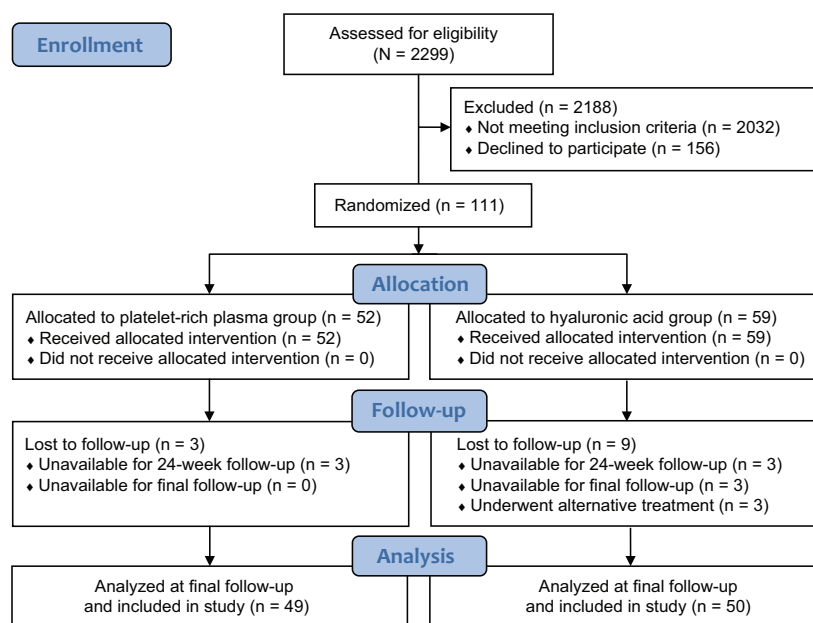 Enrollment
Assessed for eligibility
(N = 2299)
Excluded (n = 2188)
♦ Not meeting inclusion criteria (n = 2032)
♦ Declined to participate (n = 156)
Randomized (n = 111)
Allocation
Allocated to platelet-rich plasma group (n = 52)
♦ Received allocated intervention (n = 52)
♦ Did not receive allocated intervention (n = 0)
Allocated to hyaluronic acid group (n = 59)
♦ Received allocated intervention (n = 59)
♦ Did not receive allocated intervention (n = 0)
Follow-up
Lost to follow-up (n = 3)
♦ Unavailable for 24-week follow-up (n = 3)
♦ Unavailable for final follow-up (n = 0)
Lost to follow-up (n = 9)
♦ Unavailable for 24-week follow-up (n = 3)
♦ Unavailable for final follow-up (n = 3)
♦ Underwent alternative treatment (n = 3)
Analysis
Analyzed at final follow-up
and included in study (n = 49)
Analyzed at final follow-up
and included in study (n = 50)